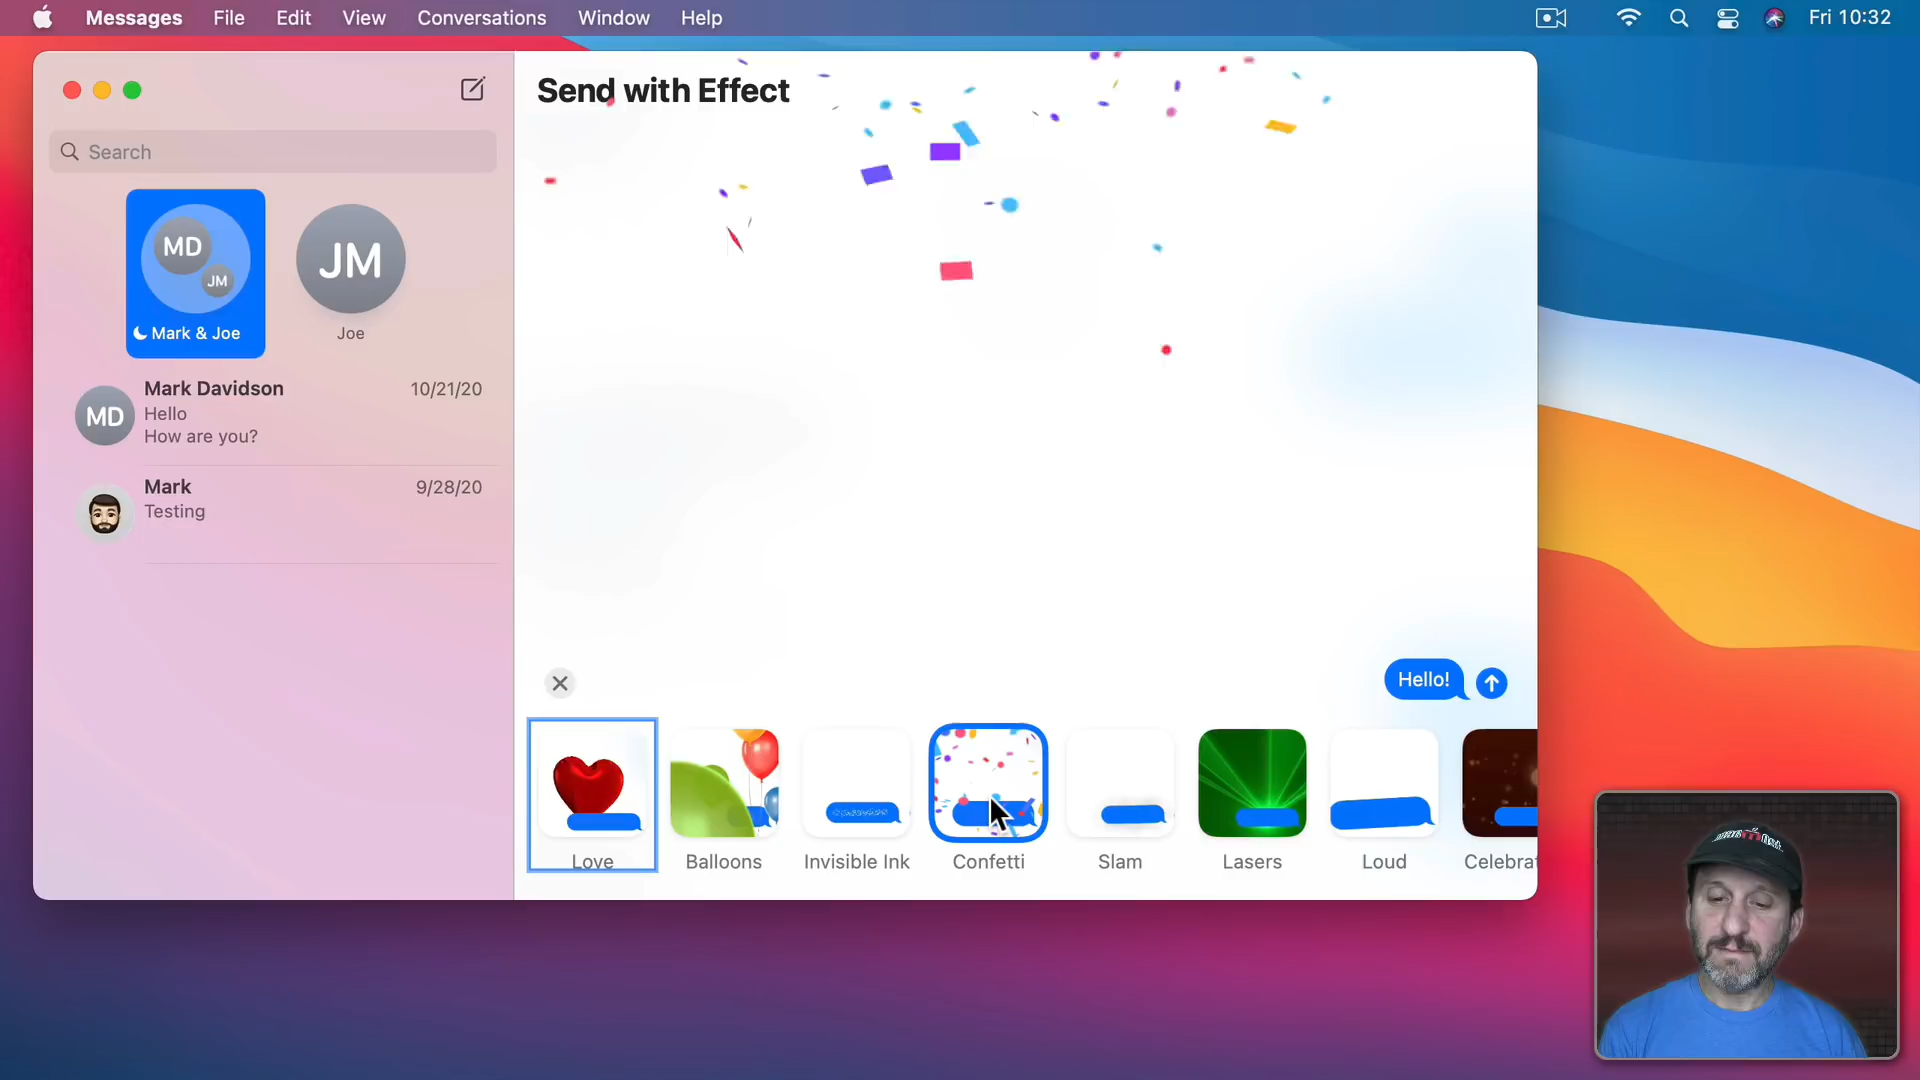 Messages File Edit View Conversations Window Help Fri 10:32
Send with Effect
Search
MD
JM
Mark & Joe
JM
Joe
MD
Mark Davidson 10/21/20
Hello
How are you?
Mark 9/28/20
Testing
Hello!
Love Balloons Invisible Ink Confetti Slam Lasers Loud Celebrat